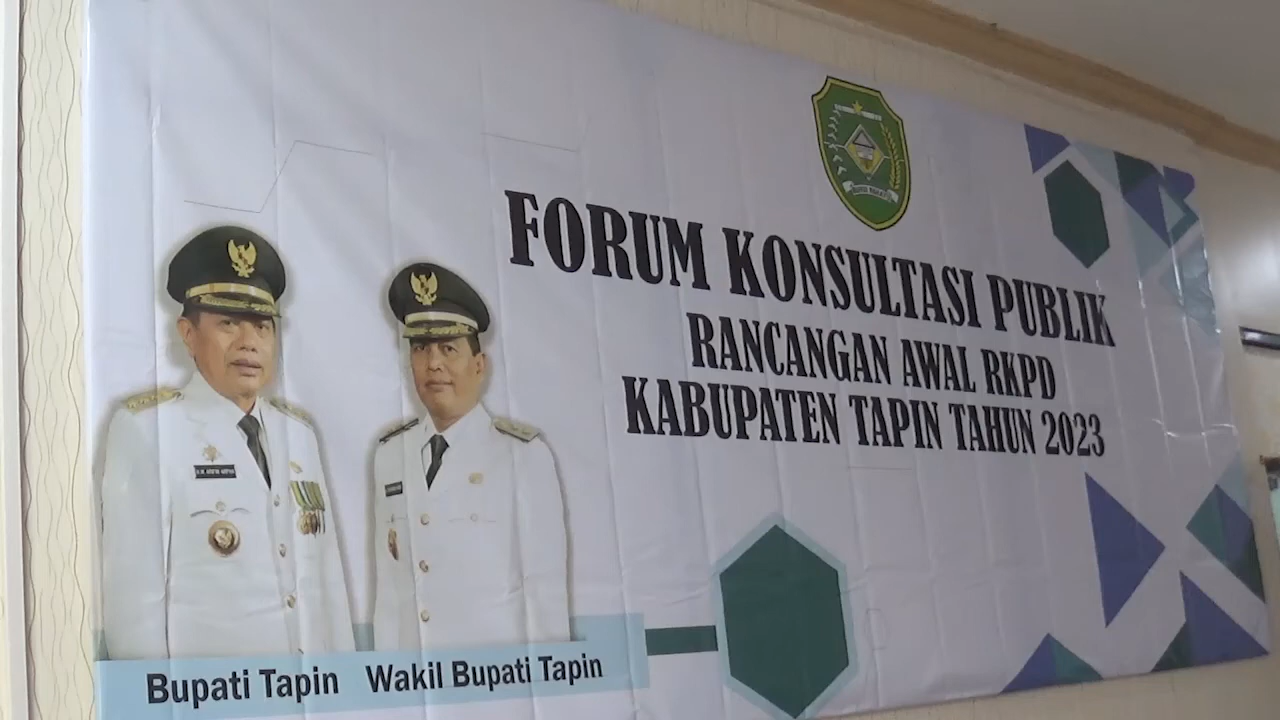 FORUM KONSULTASI PUBLIK
RANCANGAN AWAL RKPD
KABUPATEN TAPIN TAHUN 2023
Bupati Tapin
Wakil Bupati Tapin